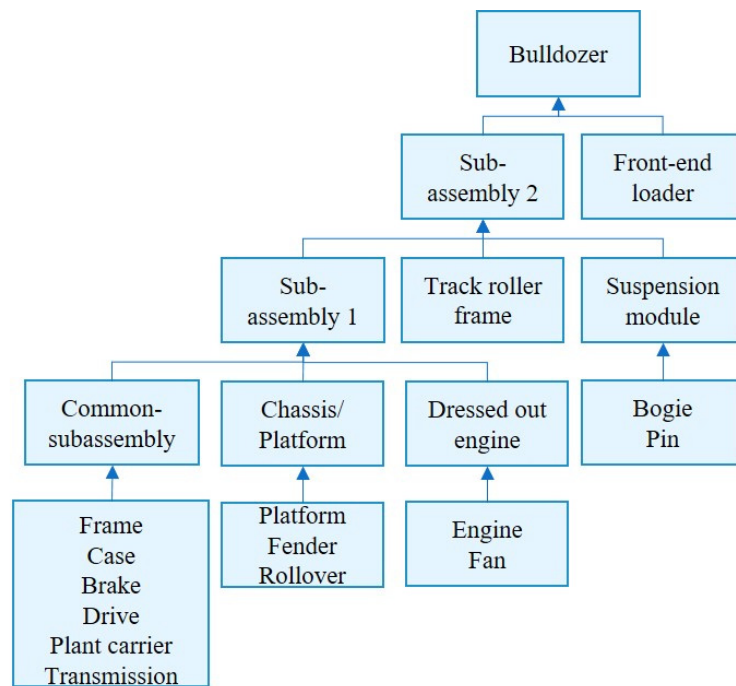 Bulldozer
Sub-
assembly 2
Front-end
loader
Sub-
assembly 1
Track roller
frame
Suspension
module
Common-
subassembly
Chassis/
Platform
Dressed out
engine
Bogie
Pin
Frame
Case
Brake
Drive
Plant carrier
Transmission
Platform
Fender
Rollover
Engine
Fan